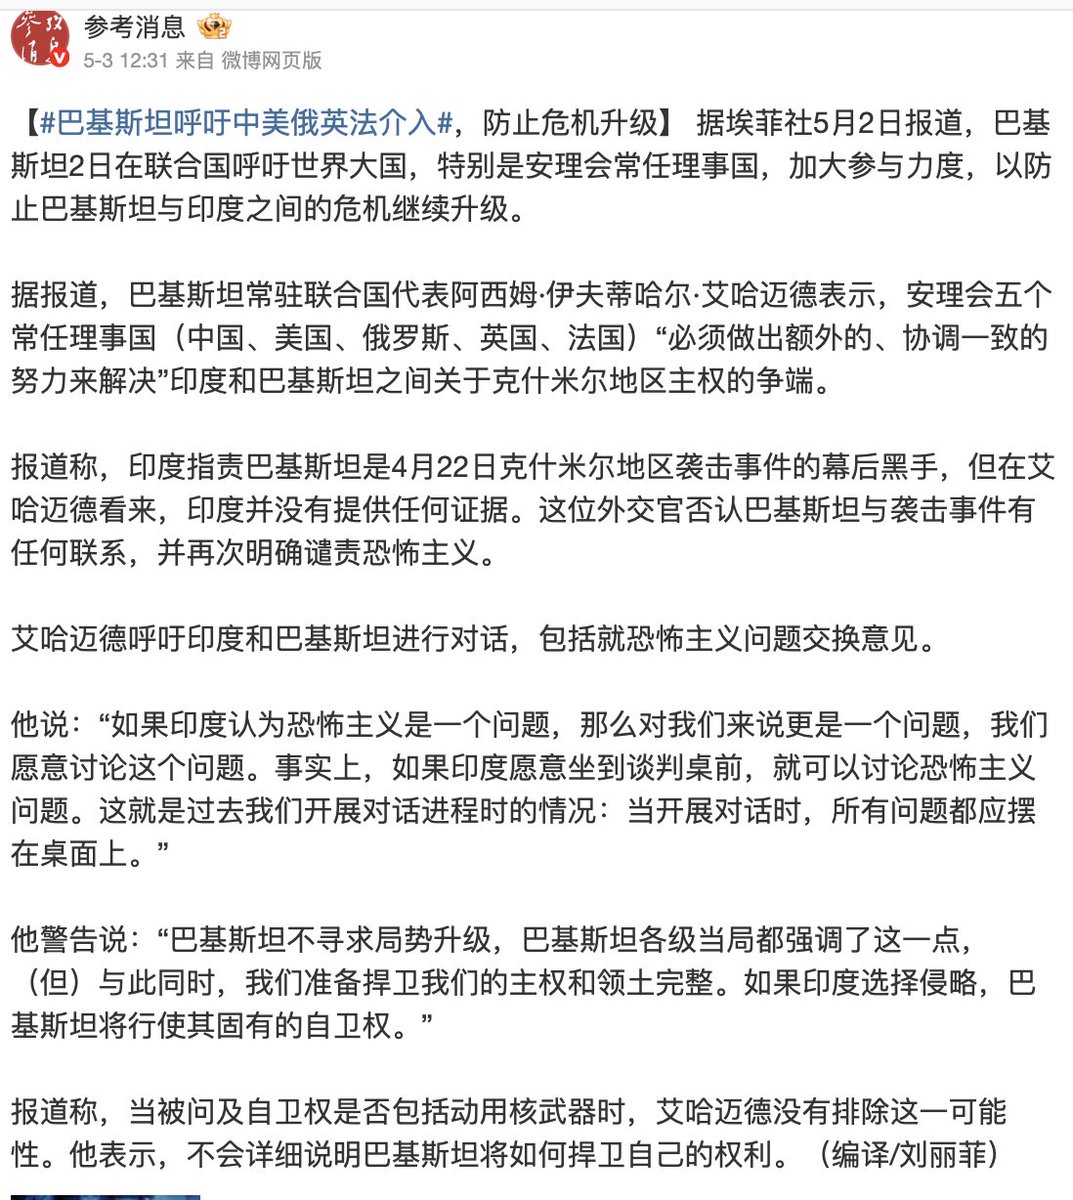 参考消息
5-3 12:31 来自 微博网页版
【#巴基斯坦呼吁中美俄英法介入#，防止危机升级】 据埃菲社5月2日报道，巴基
斯坦2日在联合国呼吁世界大国，特别是安理会常任理事国，加大参与力度，以防
止巴基斯坦与印度之间的危机继续升级。
据报道，巴基斯坦常驻联合国代表阿西姆·伊夫蒂哈尔·艾哈迈德表示，安理会五个
常任理事国（中国、美国、俄罗斯、英国、法国）“必须做出额外的、协调一致的
努力来解决”印度和巴基斯坦之间关于克什米尔地区主权的争端。
报道称，印度指责巴基斯坦是4月22日克什米尔地区袭击事件的幕后黑手，但在艾
哈迈德看来，印度并没有提供任何证据。这位外交官否认巴基斯坦与袭击事件有
任何联系，并再次明确谴责恐怖主义。
艾哈迈德呼吁印度和巴基斯坦进行对话，包括就恐怖主义问题交换意见。
他说：“如果印度认为恐怖主义是一个问题，那么对我们来说更是一个问题，我们
愿意讨论这个问题。事实上，如果印度愿意坐到谈判桌前，就可以讨论恐怖主义
问题。这就是过去我们开展对话进程时的情况：当开展对话时，所有问题都应摆
在桌面上。”
他警告说：“巴基斯坦不寻求局势升级，巴基斯坦各级当局都强调了这一点，
（但）与此同时，我们准备捍卫我们的主权和领土完整。如果印度选择侵略，巴
基斯坦将行使其固有的自卫权。”
报道称，当被问及自卫权是否包括动用核武器时，艾哈迈德没有排除这一可能
性。他表示，不会详细说明巴基斯坦将如何捍卫自己的权利。（编译/刘丽菲）